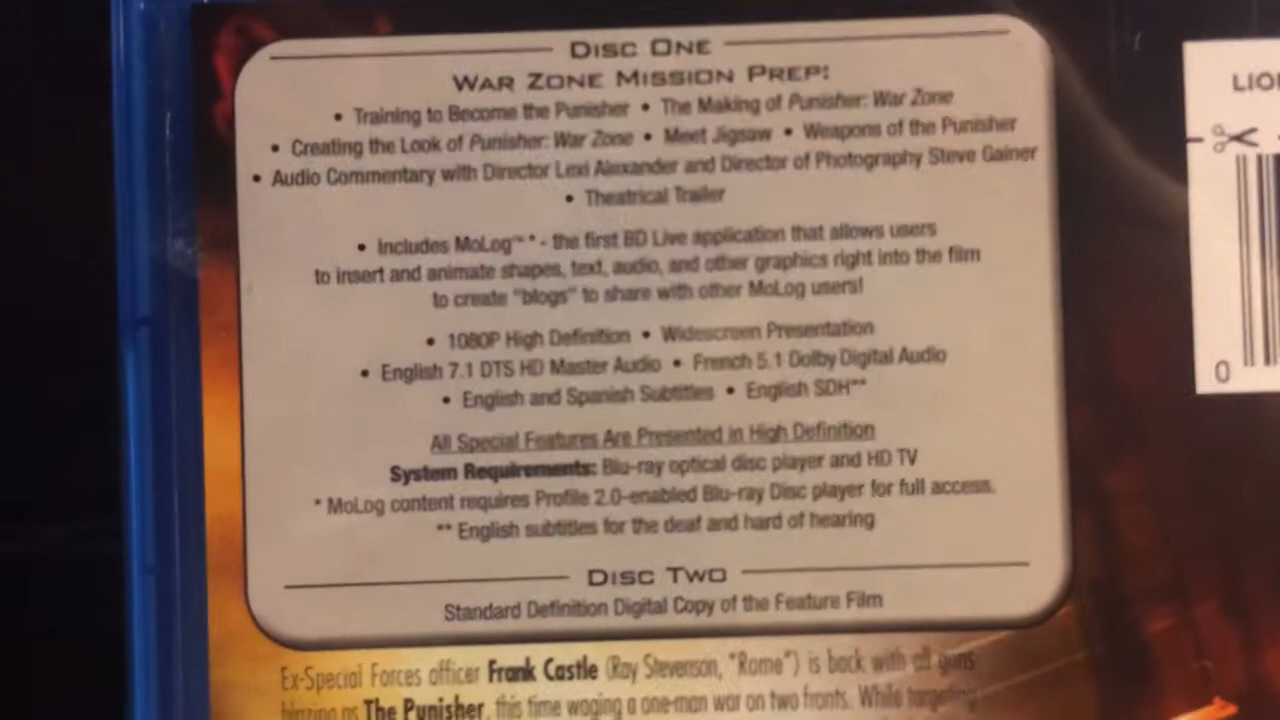 DISC ONE
WAR ZONE MISSION PREP!
• Training to Become the Punisher • The Making of Punisher: War Zone
• Creating the Look of Punisher: War Zone • Meet Jigsaw • Weapons of the Punisher
• Audio Commentary with Director Lexi Alexander and Director of Photography Steve Gainer
• Theatrical Trailer
• Includes MoLog™* - the first BD Live application that allows users
to insert and animate shapes, text, audio, and other graphics right into the film
to create "blogs" to share with other MoLog users!
• 1080P High Definition • Widescreen Presentation
• English 7.1 DTS HD Master Audio • French 5.1 Dolby Digital Audio
• English and Spanish Subtitles • English SDH**
All Special Features Are Presented in High Definition
System Requirements: Blu-ray optical disc player and HD TV
* MoLog content requires Profile 2.0-enabled Blu-ray Disc player for full access.
** English subtitles for the deaf and hard of hearing
DISC TWO
Standard Definition Digital Copy of the Feature Film
Ex-Special Forces officer Frank Castle (Ray Stevenson, "Rome") is back with all guns
blazing as The Punisher, this time waging a one-man war on two fronts. While targeting
LIO
0